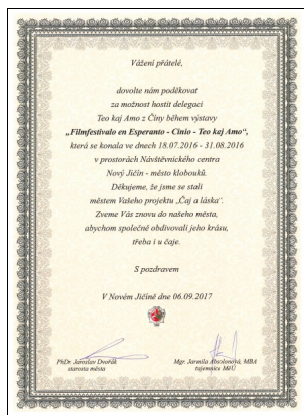 Vážení přátelé,
dovolte nám poděkovat
za možnost hostit delegaci
Teo kaj Amo z Číny během výstavy
„Filmfestivalo en Esperanto - Cinio - Teo kaj Amo“,
která se konala ve dnech 18.07.2016 - 31.08.2016
v prostorách Návštěvnického centra
Nový Jičín - město klobouků.
Děkujeme, že jsme se stali
městem Vašeho projektu „Čaj a láska“.
Zveme Vás znovu do našeho města,
abychom společně obdivovali jeho krásu,
třeba i u čaje.
S pozdravem
V Novém Jičíně dne 06.09.2017
PhDr. Jaroslav Dvořák
starosta města
Mgr. Jarmila Absolonová, MBA
tajemnice MěÚ